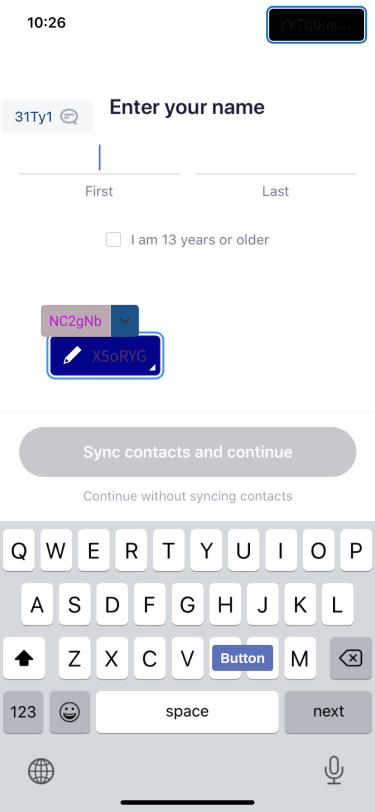 10:26
Enter your name
31Ty1
First
Last
I am 13 years or older
NC2gNb
X5oRYG
Sync contacts and continue
Continue without syncing contacts
Q W E R T Y U I O P
A S D F G H J K L
Z X C V Button M
123 space next